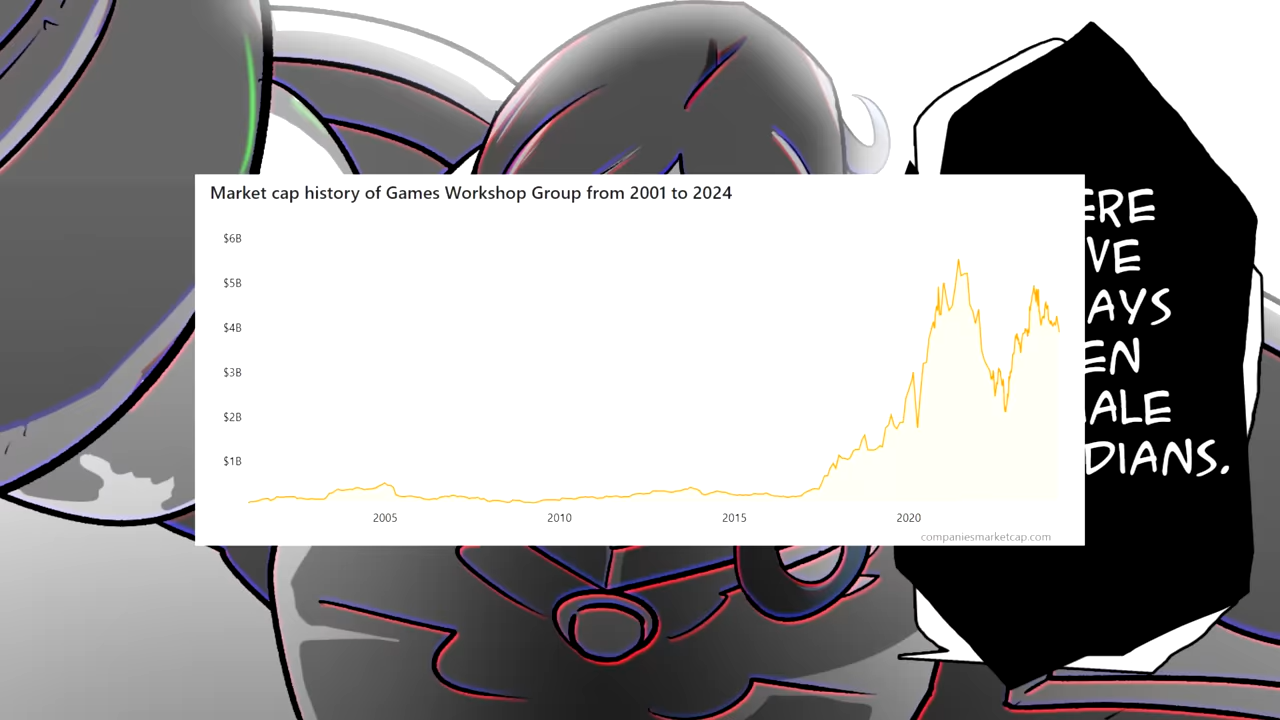 Market cap history of Games Workshop Group from 2001 to 2024
$6B
$5B
$4B
$3B
$2B
$1B
2005 2010 2015 2020
companiesmarketcap.com
ERE
VE
AYS
EN
ALE
DIANS.